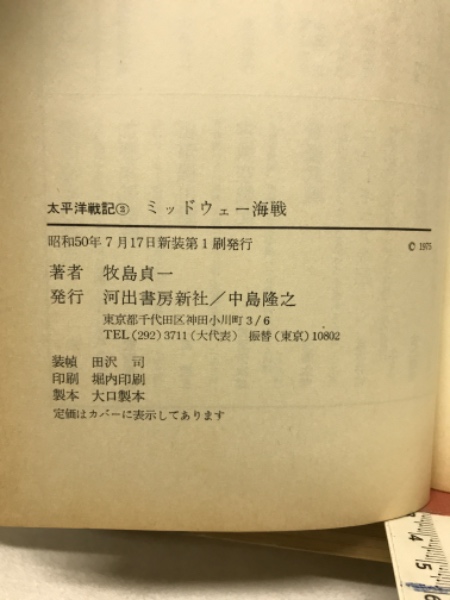 太平洋戦記③ ミッドウェー海戦
昭和50年7月17日新装第1刷発行
© 1975
著者 牧島貞一
発行 河出書房新社/中島隆之
東京都千代田区神田小川町3/6
TEL(292)3711(大代表) 振替(東京)10802
装幀 田沢 司
印刷 堀内印刷
製本 大口製本
定価はカバーに表示してあります
4
5
6